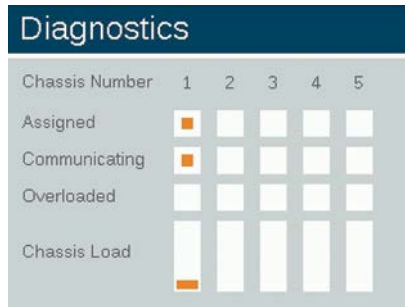 Diagnostics
Chassis Number 1 2 3 4 5
Assigned
Communicating
Overloaded
Chassis Load